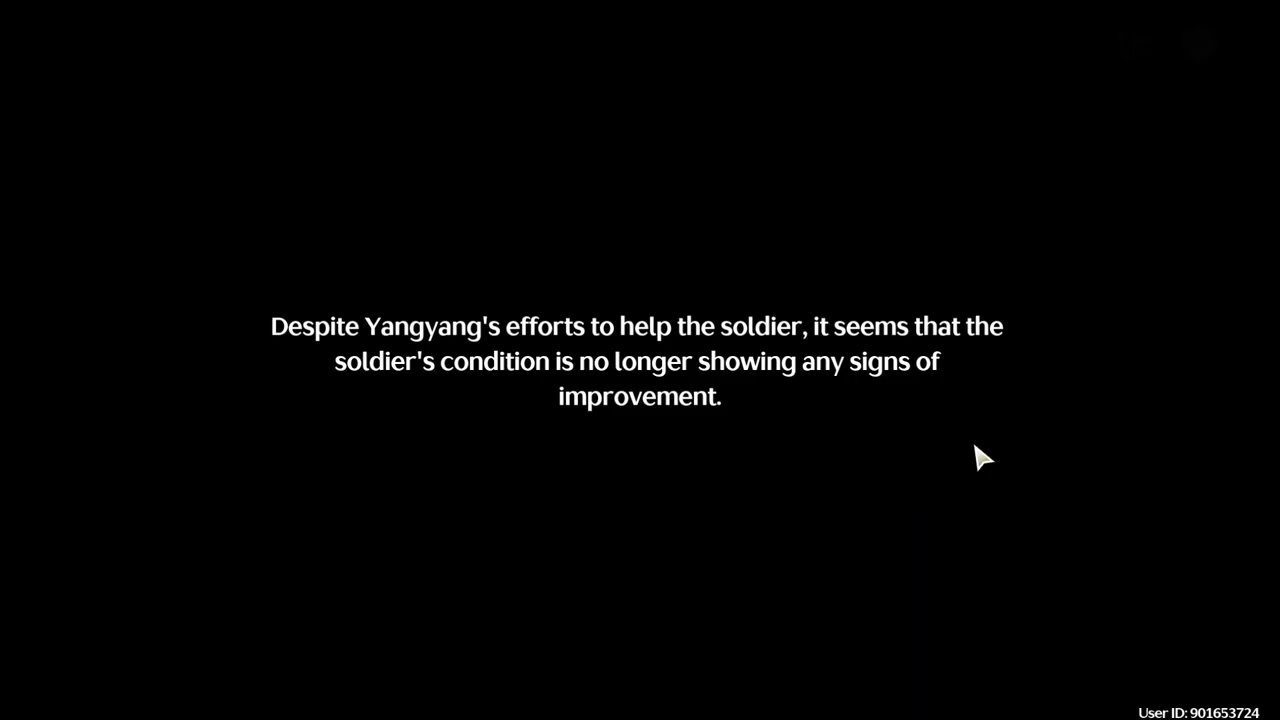 Despite Yangyang's efforts to help the soldier, it seems that the
soldier's condition is no longer showing any signs of
improvement.
User ID: 901653724